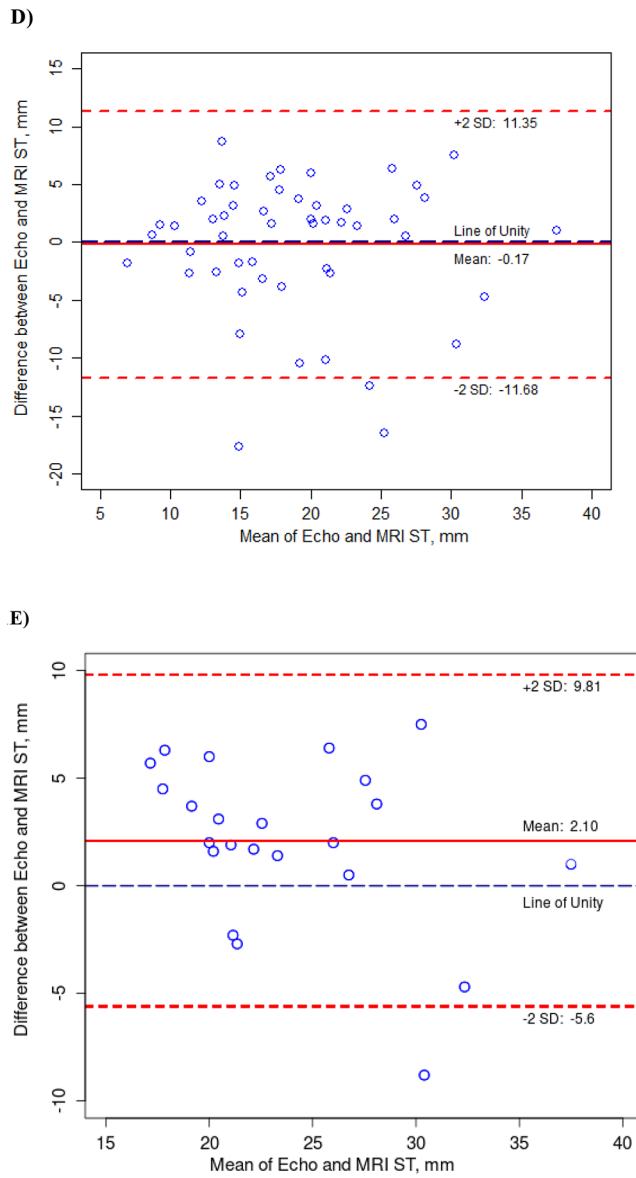 D)
15
+2 SD: 11.35
10
5
Line of Unity
0
Mean: -0.17
-5
-10
-2 SD: -11.68
-15
-20
Difference between Echo and MRI ST, mm
5 10 15 20 25 30 35 40
Mean of Echo and MRI ST, mm
E)
10
+2 SD: 9.81
5
Mean: 2.10
0
Line of Unity
-5
-2 SD: -5.6
-10
Difference between Echo and MRI ST, mm
15 20 25 30 35 40
Mean of Echo and MRI ST, mm